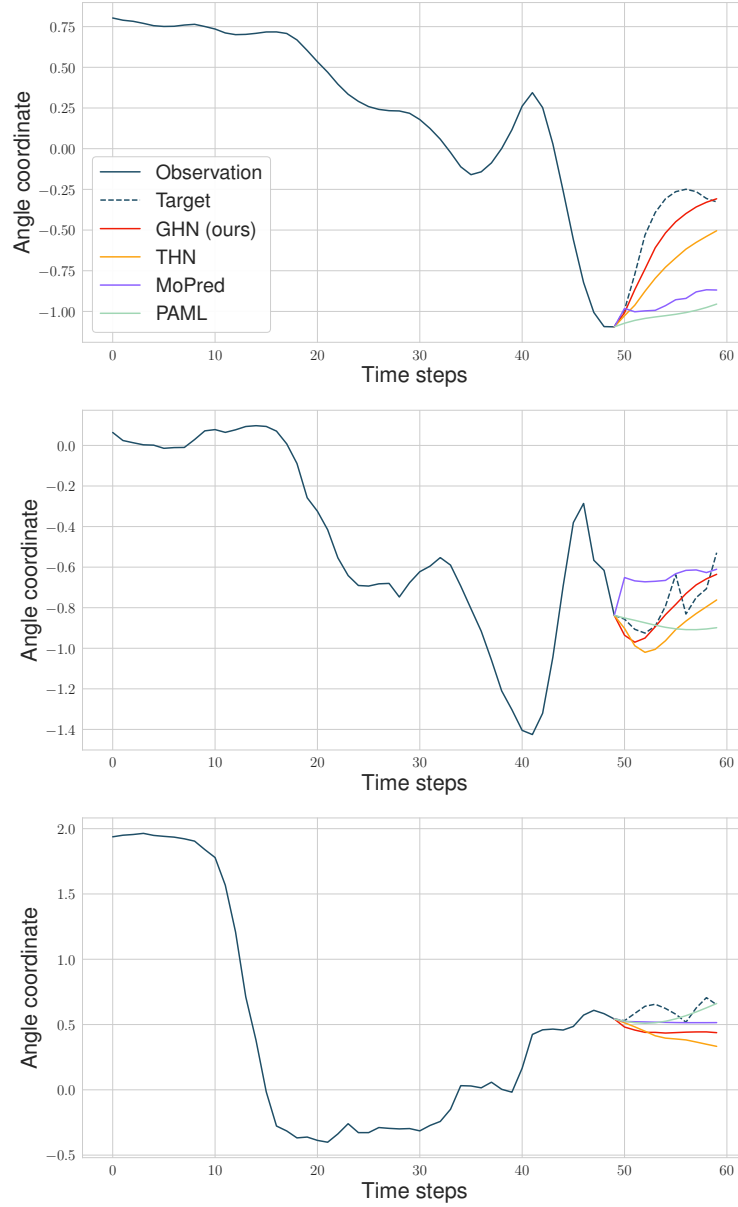 0.75
0.50
0.25
0.00
−0.25
−0.50
−0.75
−1.00
Angle coordinate
Observation
Target
GHN (ours)
THN
MoPred
PAML
0 10 20 30 40 50 60
Time steps
0.0
−0.2
−0.4
−0.6
−0.8
−1.0
−1.2
−1.4
Angle coordinate
0 10 20 30 40 50 60
Time steps
2.0
1.5
1.0
0.5
0.0
−0.5
Angle coordinate
0 10 20 30 40 50 60
Time steps